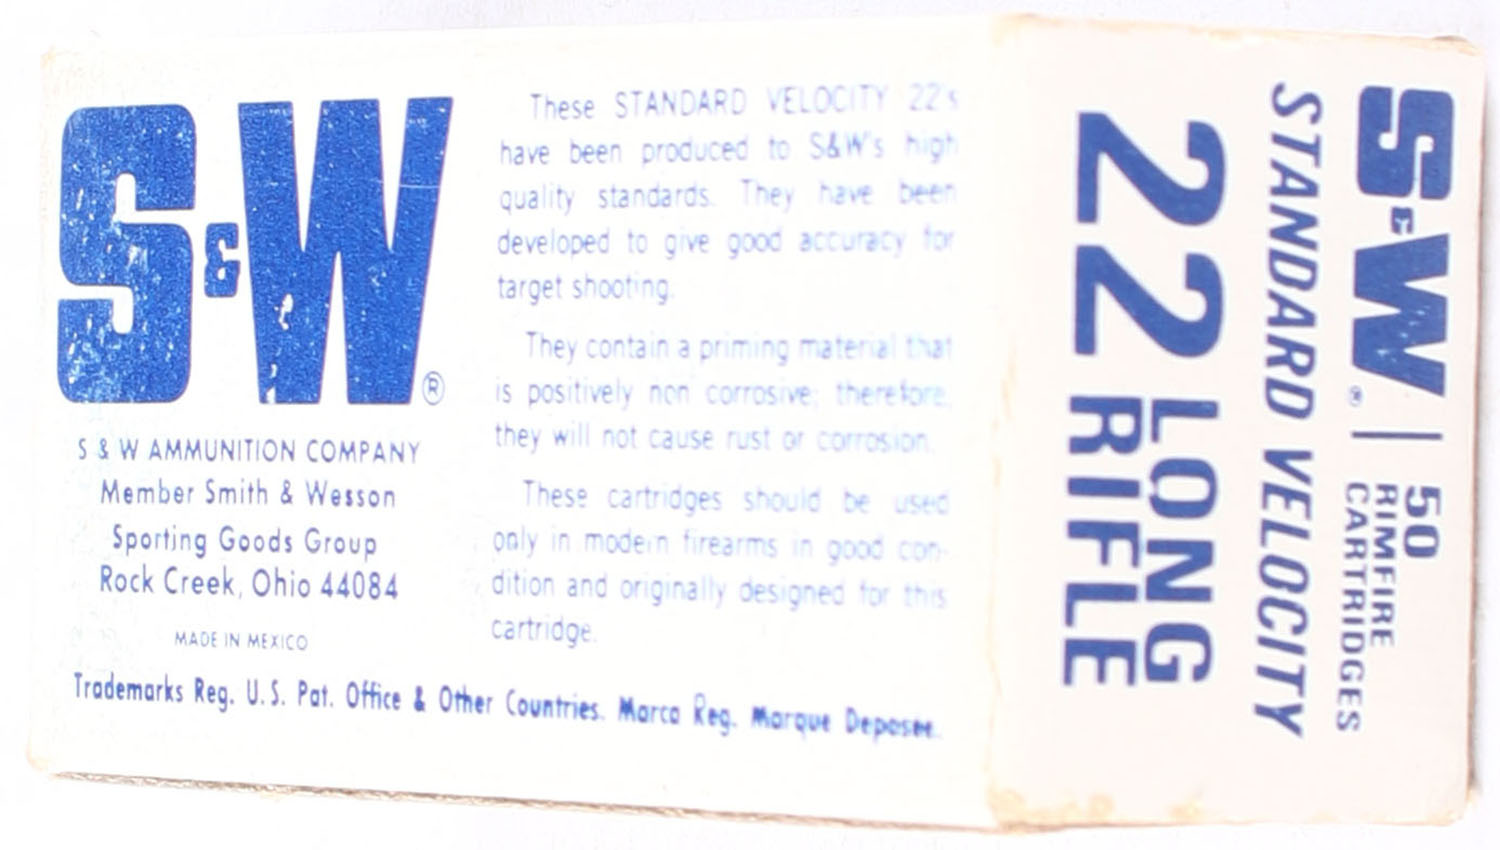 S&W®
S & W AMMUNITION COMPANY
Member Smith & Wesson
Sporting Goods Group
Rock Creek, Ohio 44084
MADE IN MEXICO
These STANDARD VELOCITY 22's
have been produced to S&W's high
quality standards. They have been
developed to give good accuracy for
target shooting.
They contain a priming material that
is positively non corrosive; therefore,
they will not cause rust or corrosion.
These cartridges should be used
only in modern firearms in good con-
dition and originally designed for this
cartridge.
Trademarks Reg. U.S. Pat. Office & Other Countries. Marca Reg. Marque Deposee.
S&W® | 50
RIMFIRE
CARTRIDGES
STANDARD VELOCITY
22 LONG
RIFLE